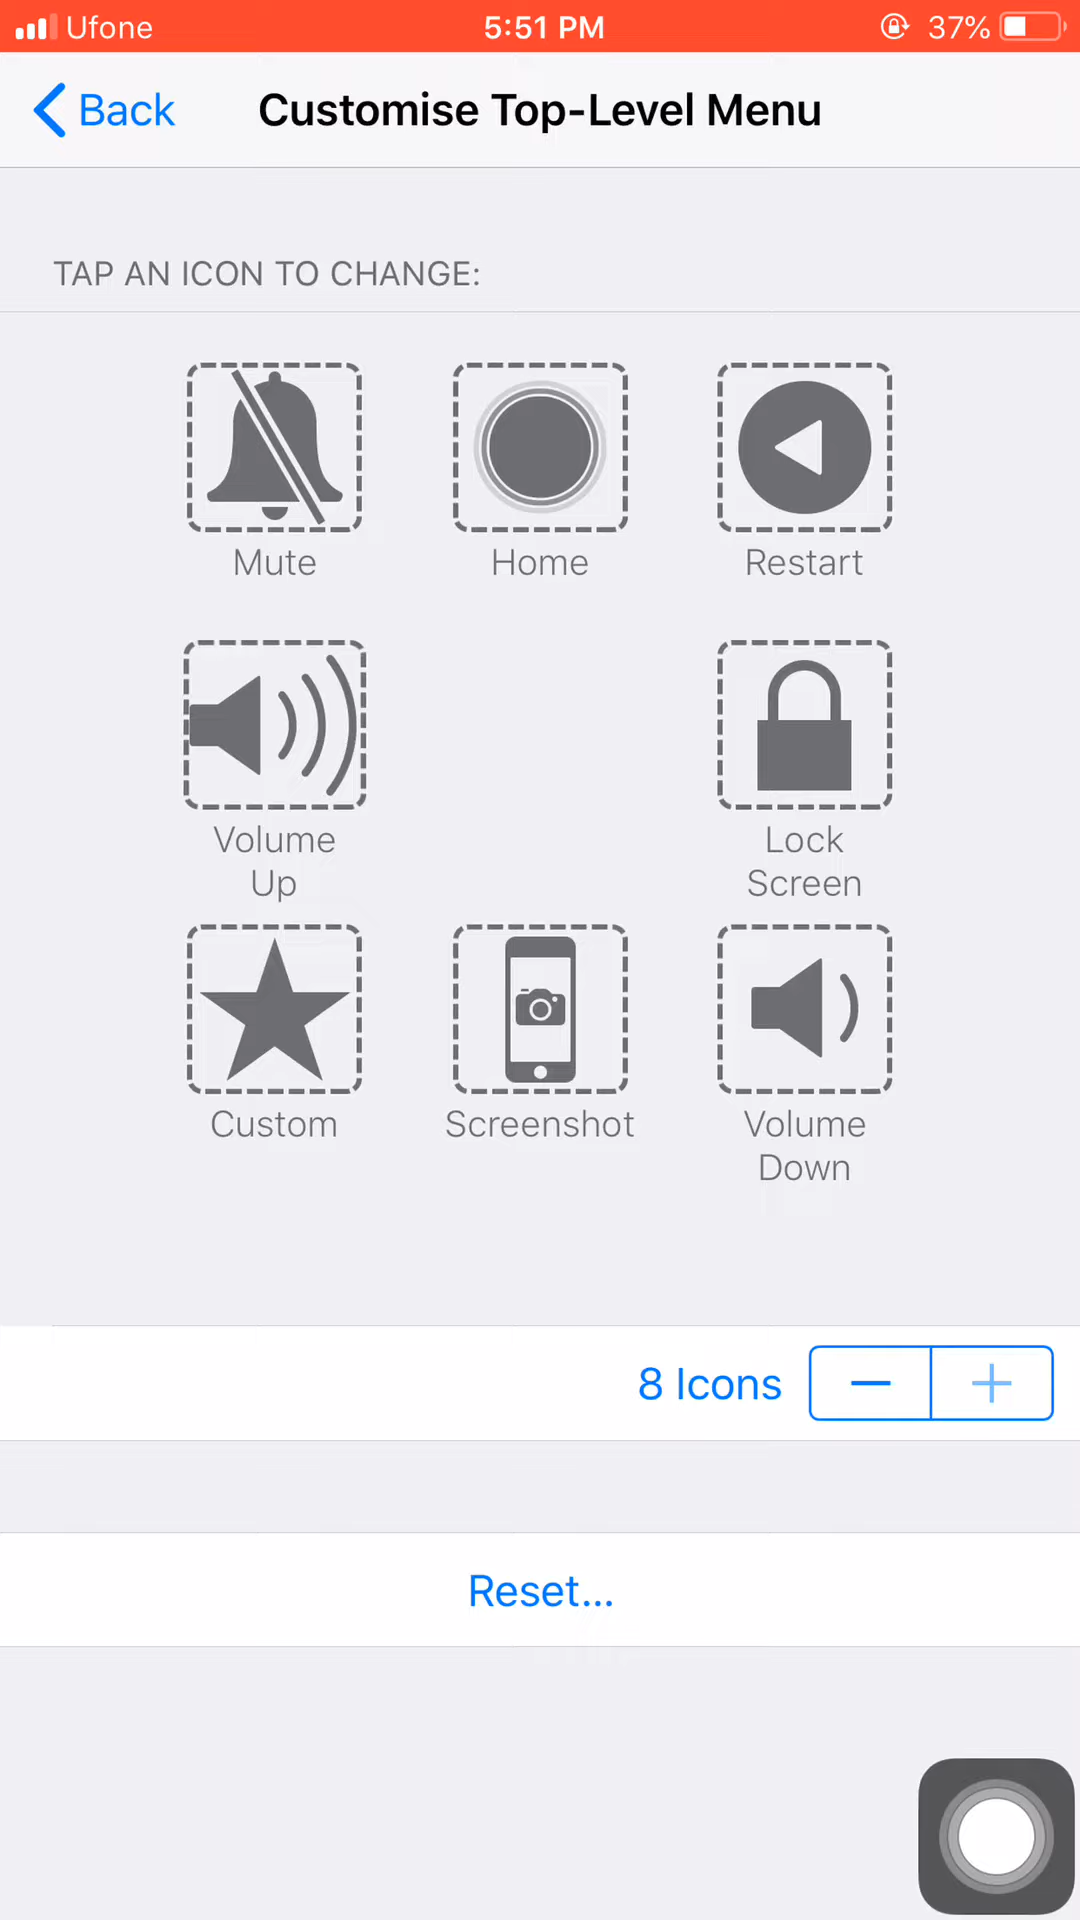 Ufone 5:51 PM 37%
Back Customise Top-Level Menu
TAP AN ICON TO CHANGE:
Mute Home Restart
Volume Up Lock Screen
Custom Screenshot Volume Down
8 Icons
Reset...